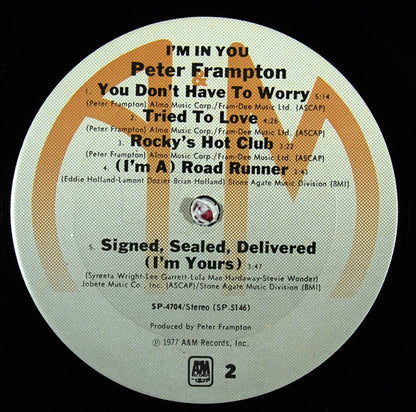 I'M IN YOU
Peter Frampton
1. You Don't Have To Worry 5:14
(Peter Frampton) Almo Music Corp./Fram-Dee Music Ltd. (ASCAP)
2. Tried To Love 4:26
(Peter Frampton) Almo Music Corp./Fram-Dee Music Ltd. (ASCAP)
3. Rocky's Hot Club 3:22
(Peter Frampton) Almo Music Corp./Fram-Dee Music Ltd. (ASCAP)
4. (I'm A) Road Runner 3:43
(Eddie Holland-Lamont Dozier-Brian Holland) Stone Agate Music Division (BMI)
5. Signed, Sealed, Delivered
(I'm Yours) 3:47
(Syreeta Wright-Lee Garrett-Lula Mae Hardaway-Stevie Wonder)
Jobete Music Co., Inc. (ASCAP)/Stone Agate Music Division (BMI)
SP-4704/Stereo (SP-5146)
Produced by Peter Frampton
Ⓟ 1977 A&M Records, Inc.
A&M
RECORDS
2
A&M